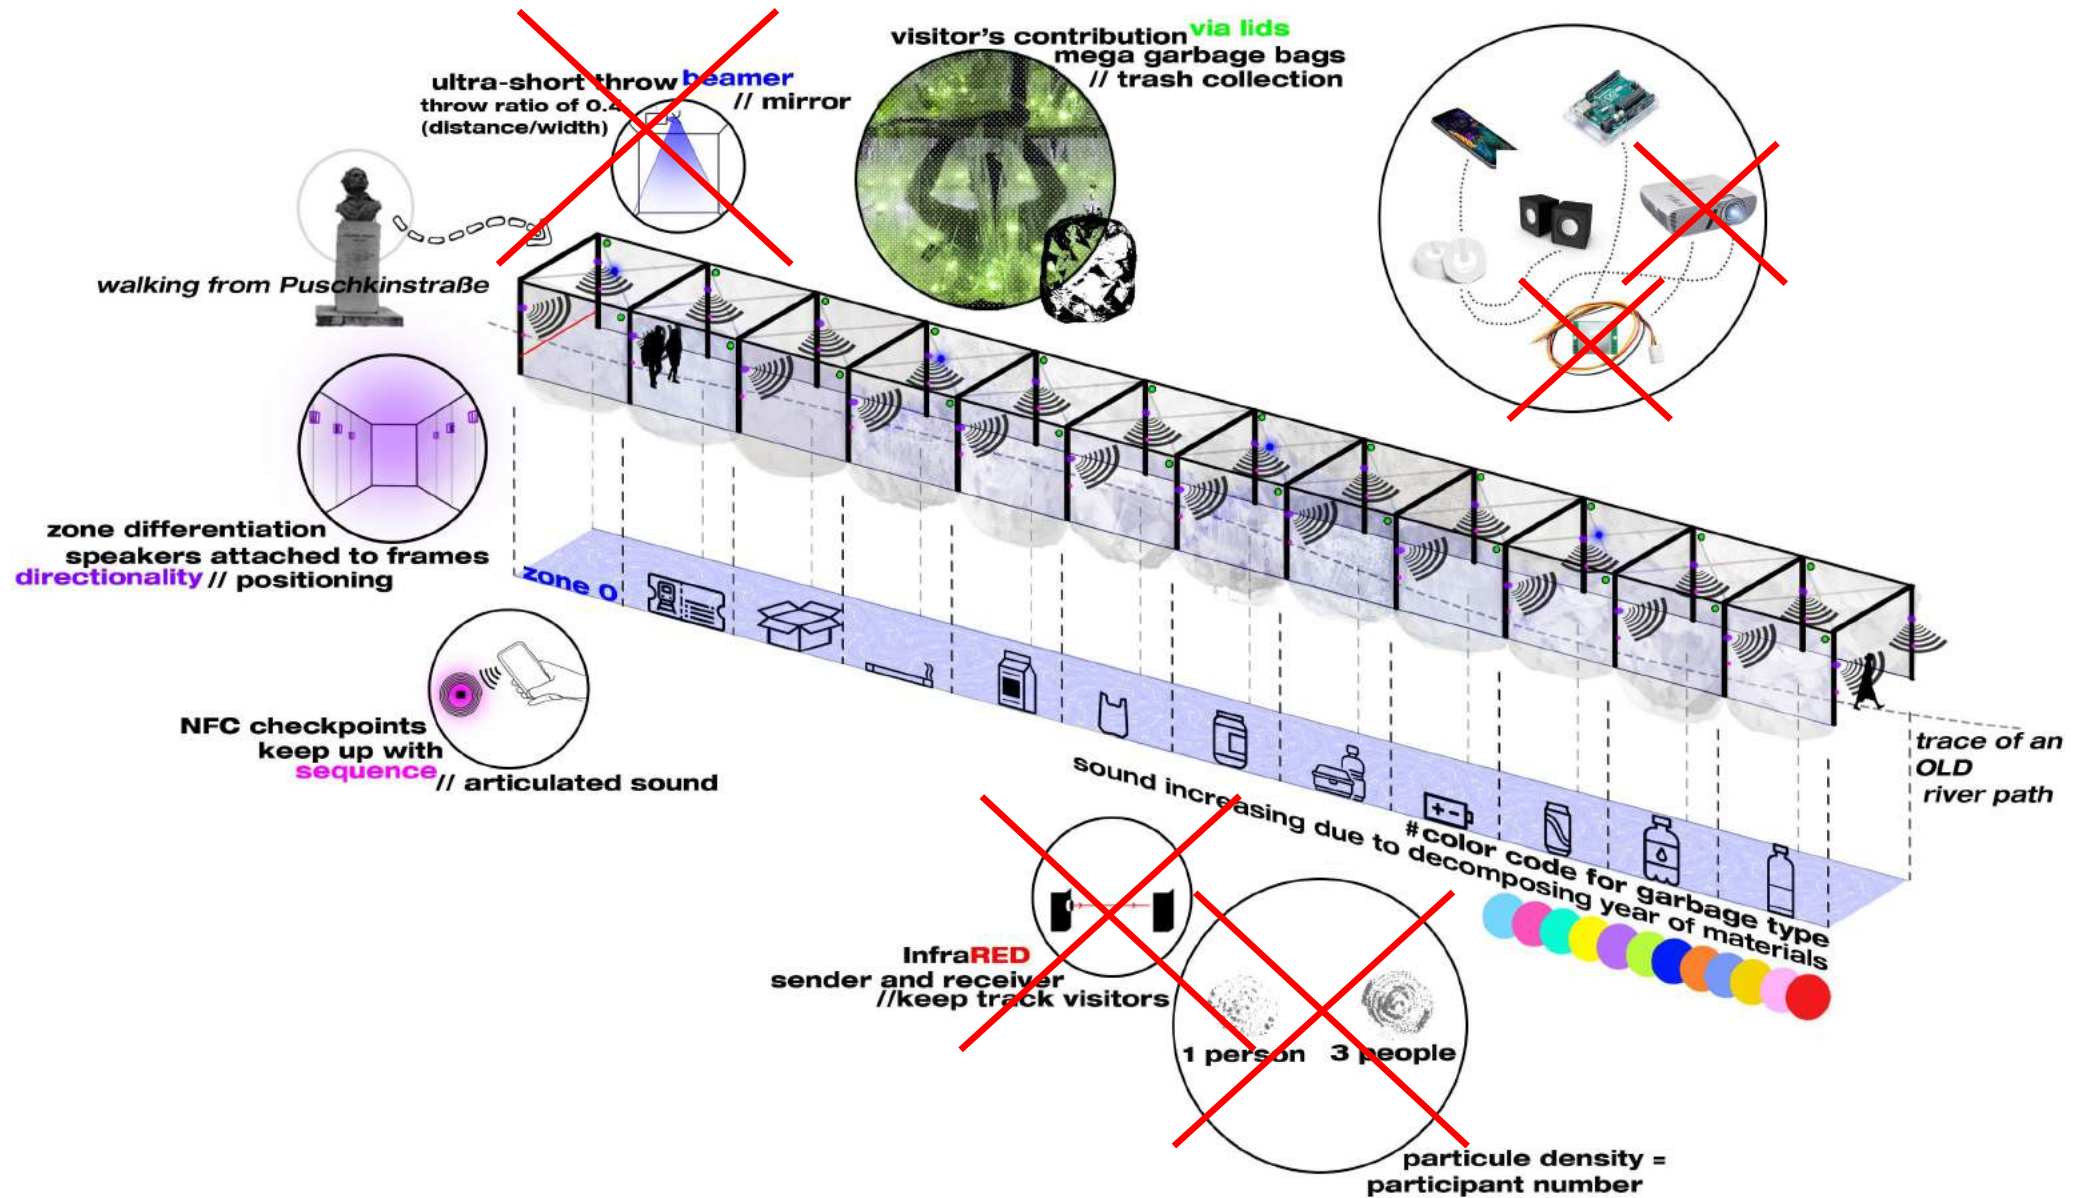 visitor's contribution via lids
mega garbage bags
// trash collection
ultra-short throw beamer
// mirror
throw ratio of 0.4
(distance/width)
walking from Puschkinstraße
zone differentiation
speakers attached to frames
directionality // positioning
zone 0
NFC checkpoints
keep up with
sequence // articulated sound
trace of an
OLD
river path
sound increasing due to decomposing year of materials
#color code for garbage type
InfraRED
sender and receiver
//keep track visitors
1 person 3 people
particule density =
participant number